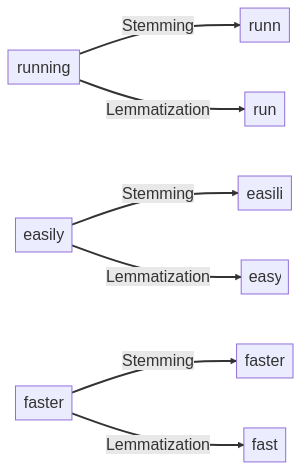 Stemming
runn
running
Lemmatization
run
Stemming
easili
easily
Lemmatization
easy
Stemming
faster
faster
Lemmatization
fast